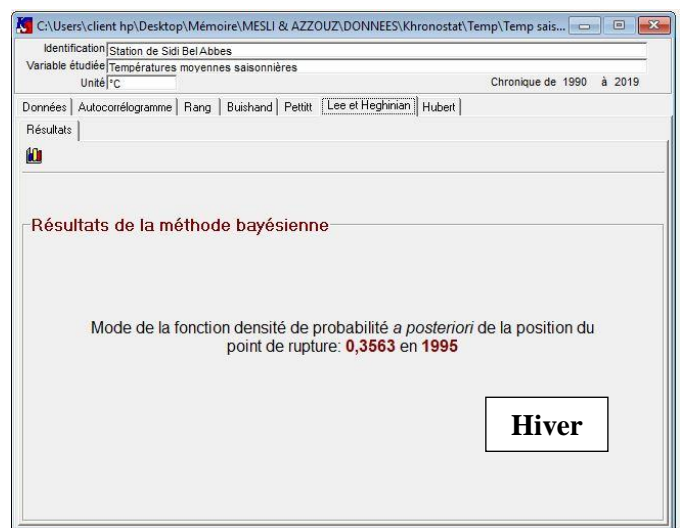 C:\Users\client hp\Desktop\Mémoire\MESLI & AZZOUZ\DONNEES\Khronostat\Temp\Temp sais...
Identification Station de Sidi Bel Abbes
Variable étudiée Températures moyennes saisonnières
Unité °C Chronique de 1990 à 2019
Données Autocorrélogramme Rang Buishand Pettitt Lee et Heghinian Hubert
Résultats
Résultats de la méthode bayésienne
Mode de la fonction densité de probabilité a posteriori de la position du
point de rupture: 0,3563 en 1995
Hiver